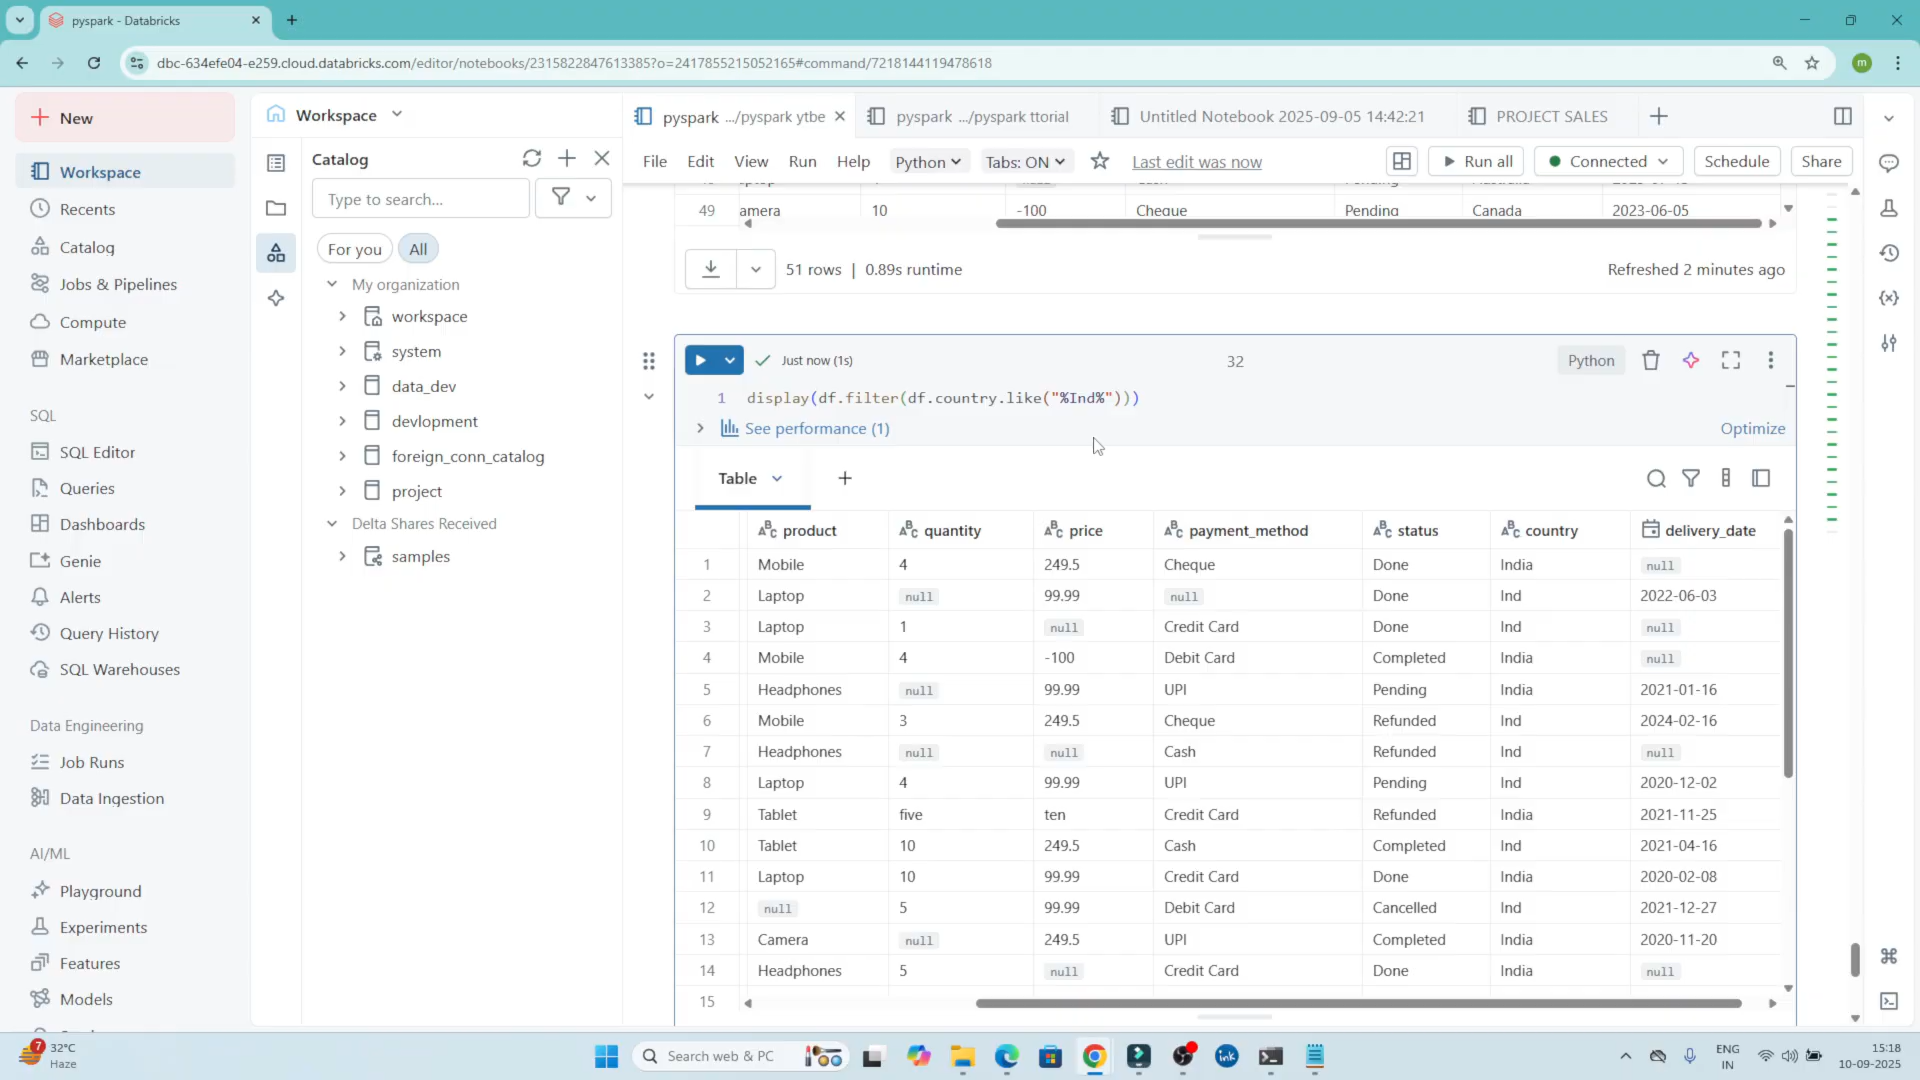 pyspark - Databricks
dbc-634efe04-e259.cloud.databricks.com/editor/notebooks/2315822847613385?o=2417855215052165#command/7218144119478618
m
New
Workspace
Recents
Catalog
Jobs & Pipelines
Compute
Marketplace
SQL
SQL Editor
Queries
Dashboards
Genie
Alerts
Query History
SQL Warehouses
Data Engineering
Job Runs
Data Ingestion
AI/ML
Playground
Experiments
Features
Models
Workspace
Catalog
Type to search...
For you All
My organization
workspace
system
data_dev
devlopment
foreign_conn_catalog
project
Delta Shares Received
samples
pyspark .../pyspark ytbe pyspark .../pyspark ttorial Untitled Notebook 2025-09-05 14:42:21 PROJECT SALES
File Edit View Run Help Python Tabs: ON Last edit was now Run all Connected Schedule Share
49 amera 10 -100 Cheque Pending Canada 2023-06-05
51 rows | 0.89s runtime Refreshed 2 minutes ago
Just now (1s) 32 Python
1 display(df.filter(df.country.like("%Ind%")))
See performance (1) Optimize
Table
product quantity price payment_method status country delivery_date
1 Mobile 4 249.5 Cheque Done India null
2 Laptop null 99.99 null Done Ind 2022-06-03
3 Laptop 1 null Credit Card Done Ind null
4 Mobile 4 -100 Debit Card Completed India null
5 Headphones null 99.99 UPI Pending India 2021-01-16
6 Mobile 3 249.5 Cheque Refunded Ind 2024-02-16
7 Headphones null null Cash Refunded Ind null
8 Laptop 4 99.99 UPI Pending Ind 2020-12-02
9 Tablet five ten Credit Card Refunded India 2021-11-25
10 Tablet 10 249.5 Cash Completed Ind 2021-04-16
11 Laptop 10 99.99 Credit Card Done India 2020-02-08
12 null 5 99.99 Debit Card Cancelled Ind 2021-12-27
13 Camera null 249.5 UPI Completed India 2020-11-20
14 Headphones 5 null Credit Card Done India null
15
7
32°C
Haze
Search web & PC
ink
ENG
IN
15:18
10-09-2025